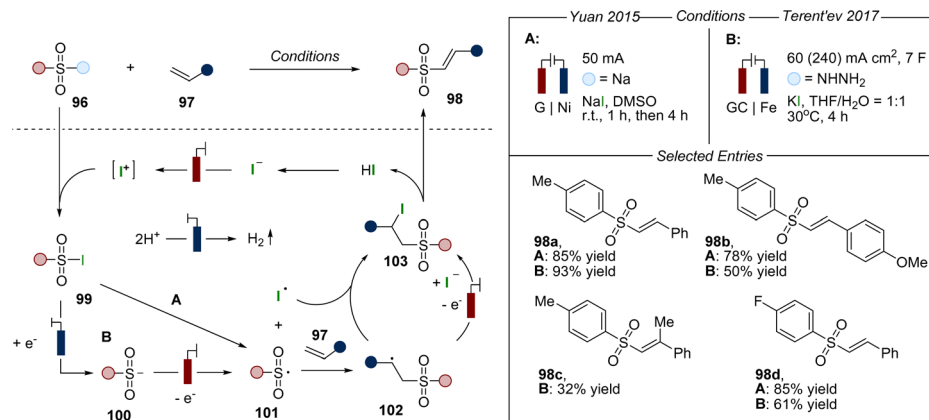 O
S
O
96
+
97
Conditions
O
S
O
98
[I⁺]
I⁻
HI
2H⁺
H₂↑
O
S
I
O
99
A
I•
+
97
I
O
S
O
103
+ I⁻
- e⁻
+ e⁻
B
O
S
O
100
- e⁻
O
S•
O
101
O
S
O
102
Yuan 2015
Conditions
Terent'ev 2017
A:
50 mA
= Na
G | Ni
NaI, DMSO
r.t., 1 h, then 4 h
B:
60 (240) mA cm², 7 F
= NHNH₂
GC | Fe
KI, THF/H₂O = 1:1
30°C, 4 h
Selected Entries
Me
O
S
O
Ph
98a,
A: 85% yield
B: 93% yield
Me
O
S
O
OMe
98b,
A: 78% yield
B: 50% yield
Me
O
S
O
Me
Ph
98c,
B: 32% yield
F
O
S
O
Ph
98d,
A: 85% yield
B: 61% yield